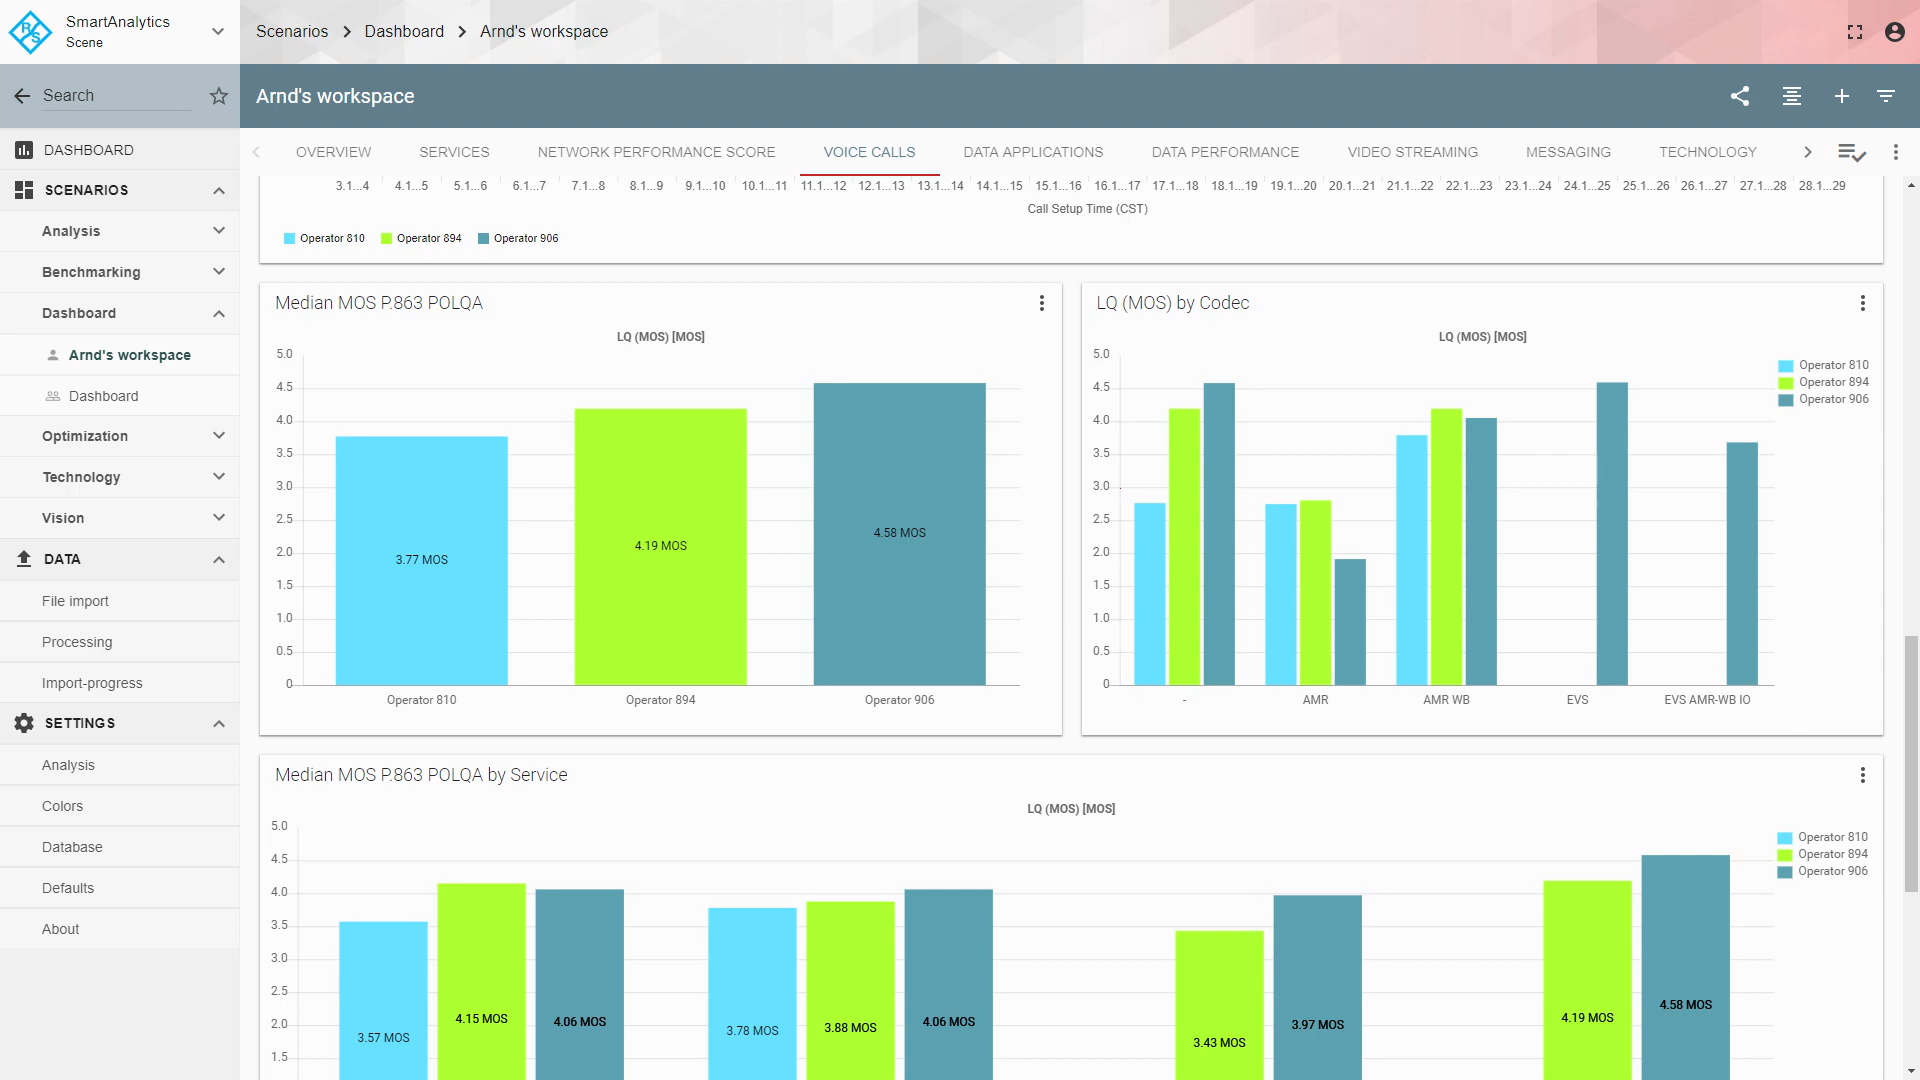 SmartAnalytics
Scene
Scenarios
Dashboard
Arnd's workspace
Search
Arnd's workspace
DASHBOARD
SCENARIOS
Analysis
Benchmarking
Dashboard
Arnd's workspace
Dashboard
Optimization
Technology
Vision
DATA
File import
Processing
Import-progress
SETTINGS
Analysis
Colors
Database
Defaults
About
OVERVIEW SERVICES NETWORK PERFORMANCE SCORE VOICE CALLS DATA APPLICATIONS DATA PERFORMANCE VIDEO STREAMING MESSAGING TECHNOLOGY
3.1...4 4.1...5 5.1...6 6.1...7 7.1...8 8.1...9 9.1...10 10.1...11 11.1...12 12.1...13 13.1...14 14.1...15 15.1...16 16.1...17 17.1...18 18.1...19 19.1...20 20.1...21 21.1...22 22.1...23 23.1...24 24.1...25 25.1...26 26.1...27 27.1...28 28.1...29
Call Setup Time (CST)
Operator 810 Operator 894 Operator 906
Median MOS P.863 POLQA
LQ (MOS) [MOS]
5.0
4.5
4.0
3.5
3.0
2.5
2.0
1.5
1.0
0.5
0
3.77 MOS
4.19 MOS
4.58 MOS
Operator 810 Operator 894 Operator 906
LQ (MOS) by Codec
LQ (MOS) [MOS]
5.0
4.5
4.0
3.5
3.0
2.5
2.0
1.5
1.0
0.5
0
Operator 810
Operator 894
Operator 906
- AMR AMR WB EVS EVS AMR-WB IO
Median MOS P.863 POLQA by Service
LQ (MOS) [MOS]
5.0
4.5
4.0
3.5
3.0
2.5
2.0
1.5
Operator 810
Operator 894
Operator 906
3.57 MOS
4.15 MOS
4.06 MOS
3.78 MOS
3.88 MOS
4.06 MOS
3.43 MOS
3.97 MOS
4.19 MOS
4.58 MOS